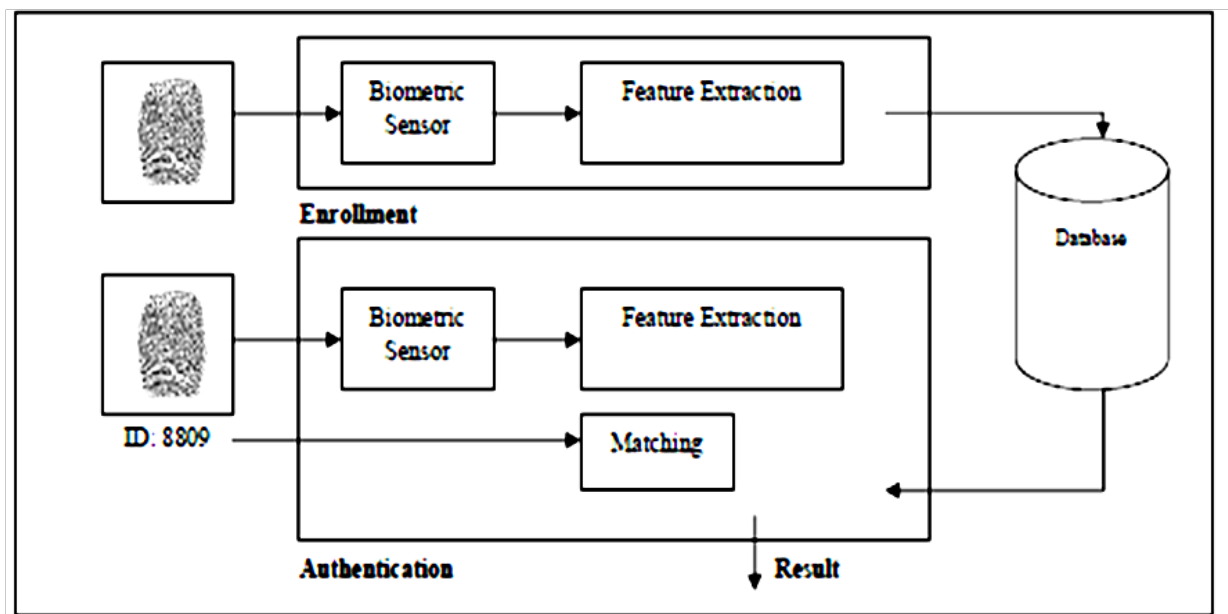 Biometric
Sensor
Feature Extraction
Enrollment
Database
Biometric
Sensor
Feature Extraction
ID: 8809
Matching
Authentication
Result